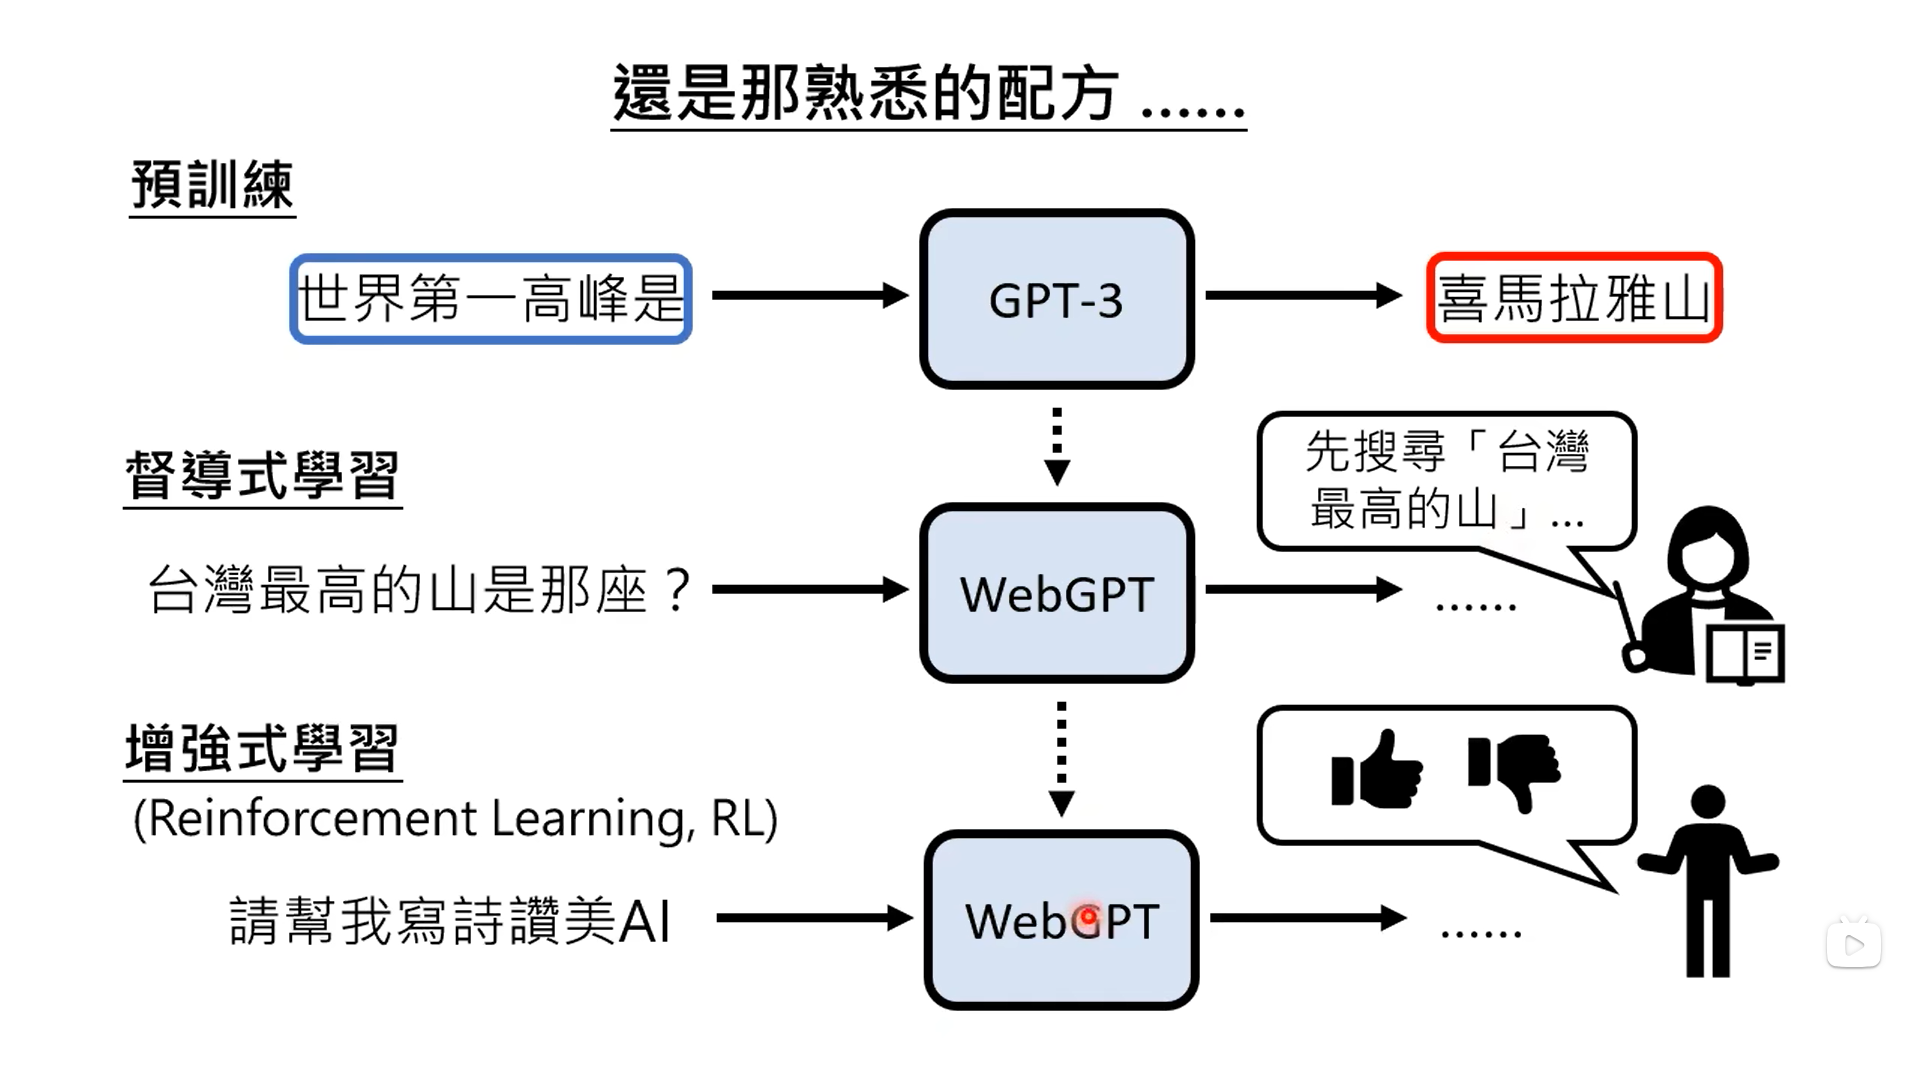 還是那熟悉的配方 ......
預訓練
世界第一高峰是
GPT-3
喜馬拉雅山
督導式學習
先搜尋「台灣
最高的山」...
台灣最高的山是那座？
WebGPT
......
增強式學習
(Reinforcement Learning, RL)
請幫我寫詩讚美AI
WebGPT
......